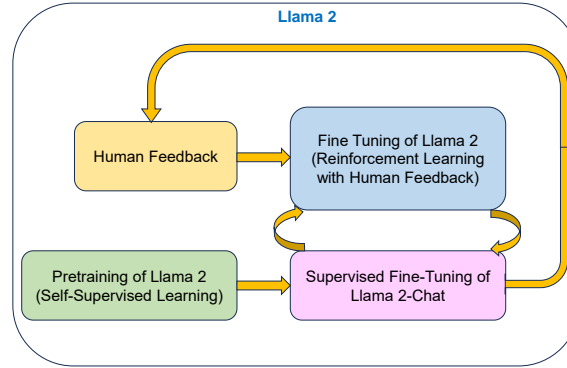 Llama 2
Human Feedback
Fine Tuning of Llama 2
(Reinforcement Learning
with Human Feedback)
Pretraining of Llama 2
(Self-Supervised Learning)
Supervised Fine-Tuning of
Llama 2-Chat